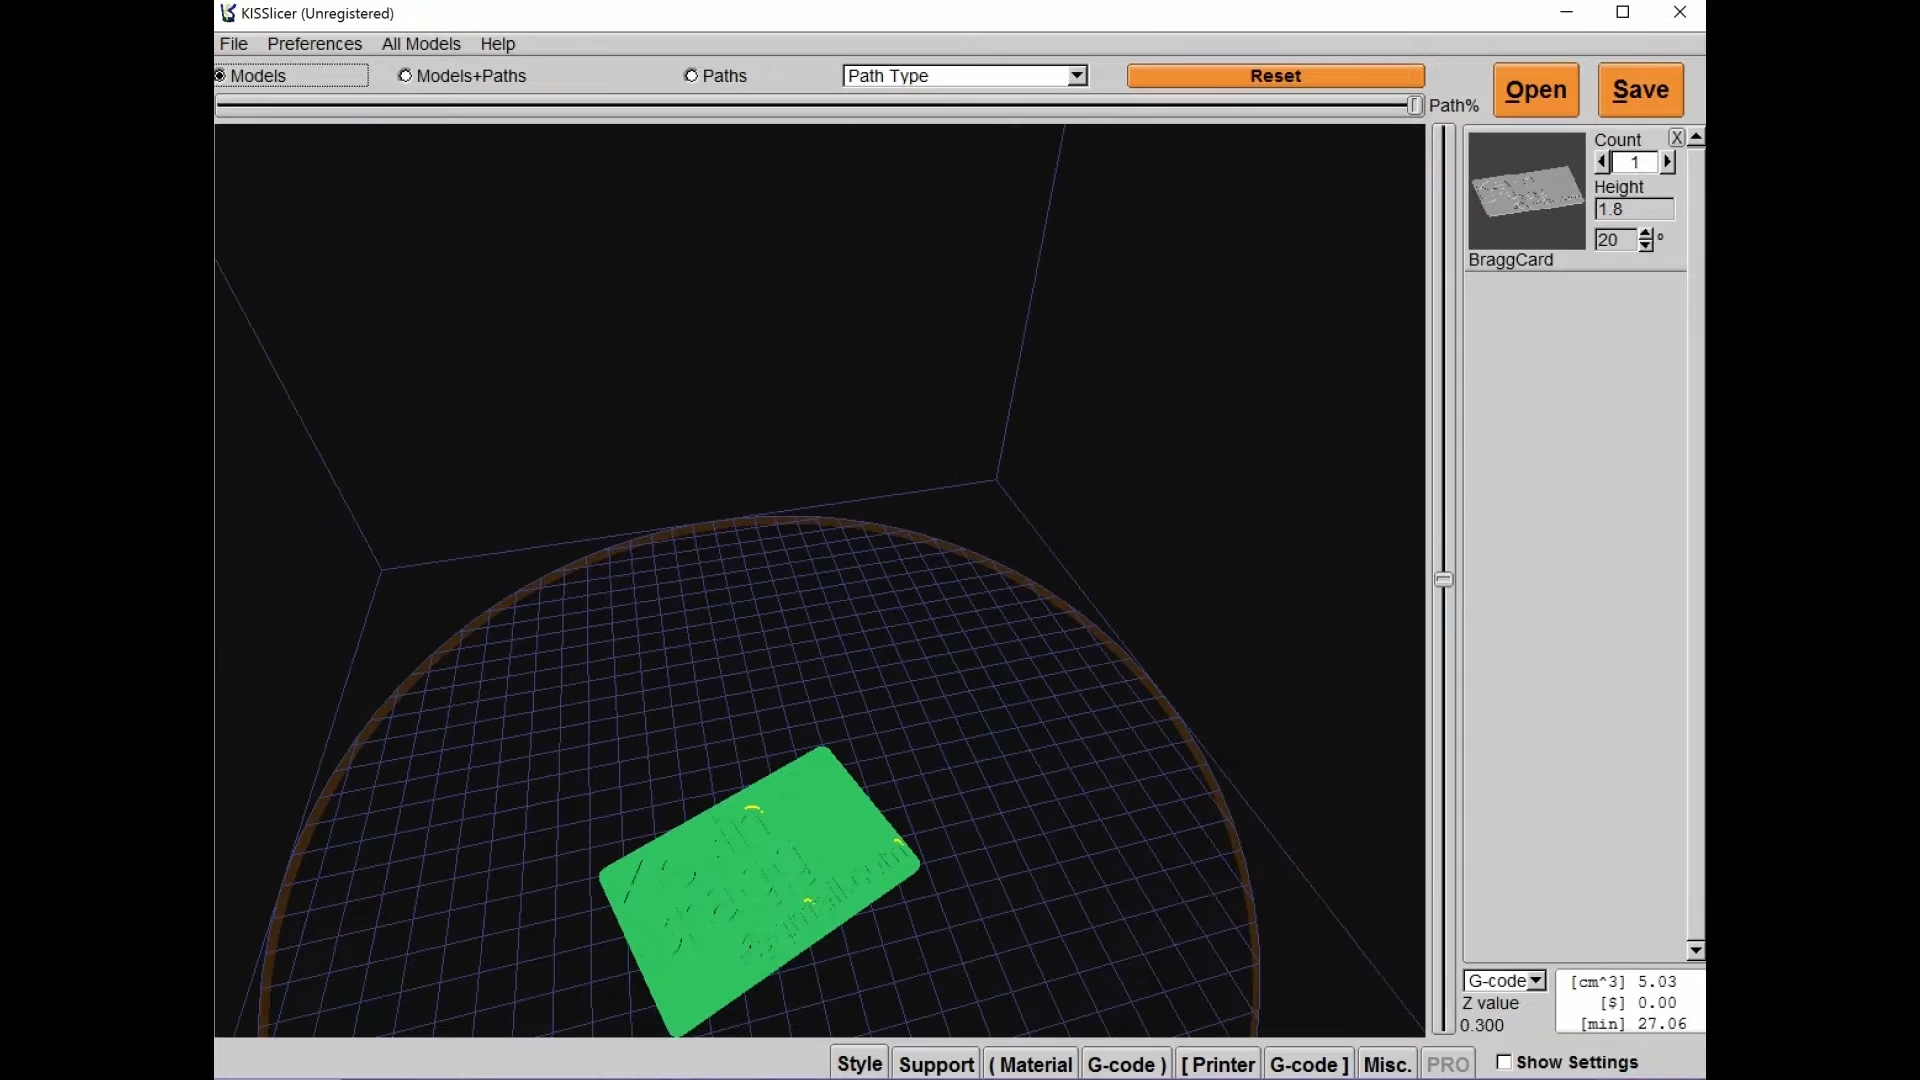 KISSlicer (Unregistered)
File Preferences All Models Help
Models Models+Paths Paths Path Type Reset Open Save
Path%
Count
X
1
Height
1.8
20 °
BraggCard
G-code
Z value
0.300
[cm^3] 5.03
[$] 0.00
[min] 27.06
Style Support ( Material G-code ) [ Printer G-code ] Misc. PRO Show Settings